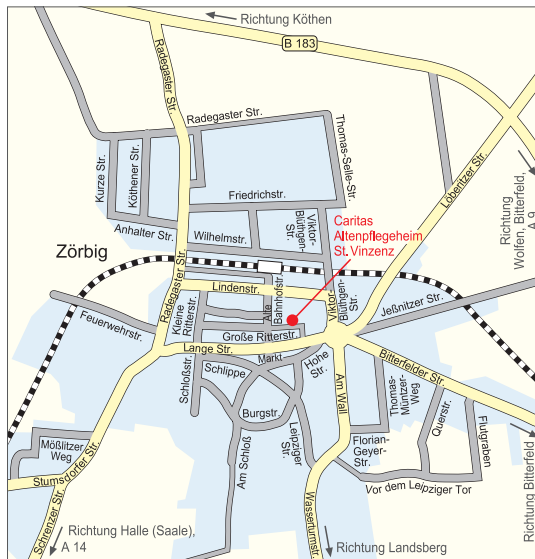 Richtung Köthen
B 183
Radegaster Str.
Radegaster Str.
Thomas-Selle-Str.
Kurze Str.
Köthener Str.
Löberitzer Str.
Richtung
Wolfen, Bitterfeld,
A 9
Friedrichstr.
Anhalter Str.
Wilhelmstr.
Viktor-
Blüthgen-
Str.
Caritas
Altenpflegeheim
St. Vinzenz
Zörbig
Radegaster Str.
Lindenstr.
Alte
Bahnhofstr.
Viktor-
Blüthgen-
Str.
Jeßnitzer Str.
Feuerwehrstr.
Kleine
Ritterstr.
Große Ritterstr.
Lange Str.
Markt
Hohe
Str.
Schloßstr.
Schlippe
Am Wall
Bitterfelder Str.
Thomas-
Müntzer-
Weg
Burgstr.
Querstr.
Flutgraben
Mößlitzer
Weg
Am Schloß
Leipziger
Str.
Florian-
Geyer-
Str.
Stumsdorfer Str.
Vor dem Leipziger Tor
Schrenzer Str.
Wasserturmstr.
Richtung Bitterfeld
Richtung Halle (Saale),
A 14
Richtung Landsberg